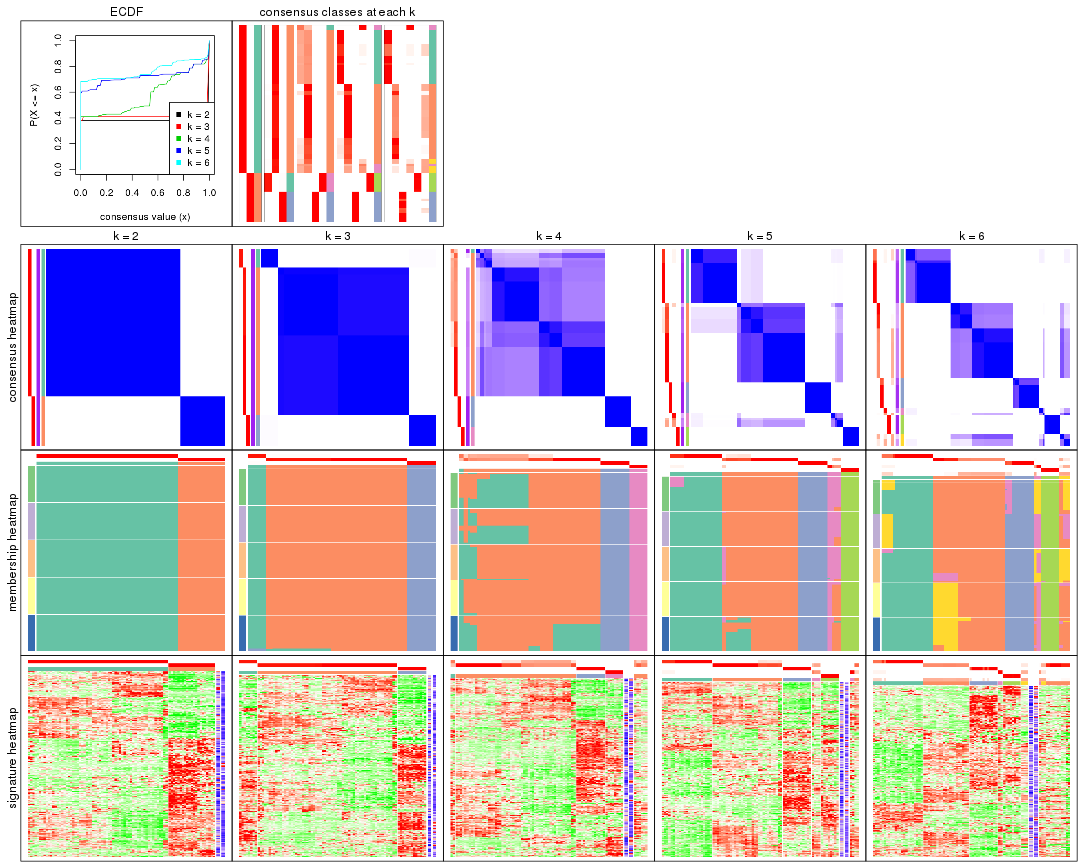 ECDF
consensus classes at each k
P(X <= x)
0.0 0.2 0.4 0.6 0.8 1.0
k = 2
k = 3
k = 4
k = 5
k = 6
0.0 0.2 0.4 0.6 0.8 1.0
consensus value (x)
k = 2
k = 3
k = 4
k = 5
k = 6
consensus heatmap
membership heatmap
signature heatmap